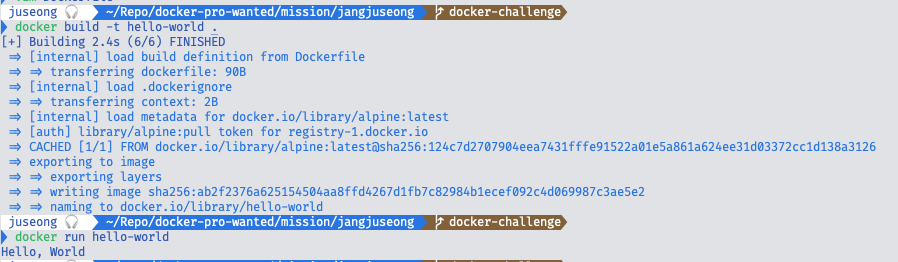 juseong ~/Repo/docker-pro-wanted/mission/jangjuseong docker-challenge
docker build -t hello-world .
[+] Building 2.4s (6/6) FINISHED
=> [internal] load build definition from Dockerfile
=> => transferring dockerfile: 90B
=> [internal] load .dockerignore
=> => transferring context: 2B
=> [internal] load metadata for docker.io/library/alpine:latest
=> [auth] library/alpine:pull token for registry-1.docker.io
=> CACHED [1/1] FROM docker.io/library/alpine:latest@sha256:124c7d2707904eea7431fffe91522a01e5a861a624ee31d03372cc1d138a3126
=> exporting to image
=> => exporting layers
=> => writing image sha256:ab2f2376a625154504aa8ffd4267d1fb7c82984b1ecef092c4d069987c3ae5e2
=> => naming to docker.io/library/hello-world
juseong ~/Repo/docker-pro-wanted/mission/jangjuseong docker-challenge
docker run hello-world
Hello, World